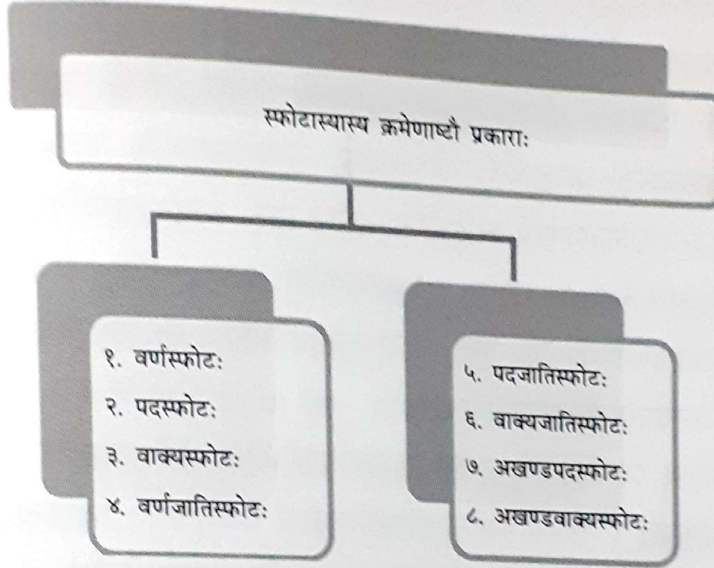 स्फोटास्यास्य क्रमेणाष्टौ प्रकाराः
१. वर्णस्फोटः
२. पदस्फोटः
३. वाक्यस्फोटः
४. वर्णजातिस्फोटः
५. पदजातिस्फोटः
६. वाक्यजातिस्फोटः
७. अखण्डपदस्फोटः
८. अखण्डवाक्यस्फोटः